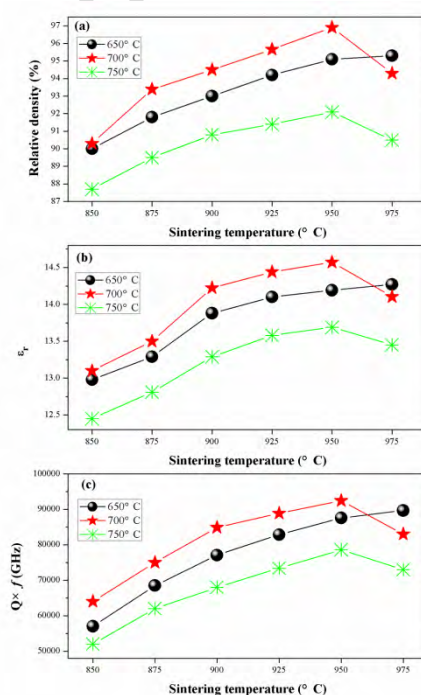 (a)
650° C
700° C
750° C
97
96
95
94
93
92
91
90
89
88
87
Relative density (%)
850 875 900 925 950 975
Sintering temperature (° C)
(b)
650° C
700° C
750° C
14.5
14.0
13.5
13.0
12.5
εr
850 875 900 925 950 975
Sintering temperature (° C)
(c)
650° C
700° C
750° C
100000
90000
80000
70000
60000
50000
Q× f (GHz)
850 875 900 925 950 975
Sintering temperature (° C)